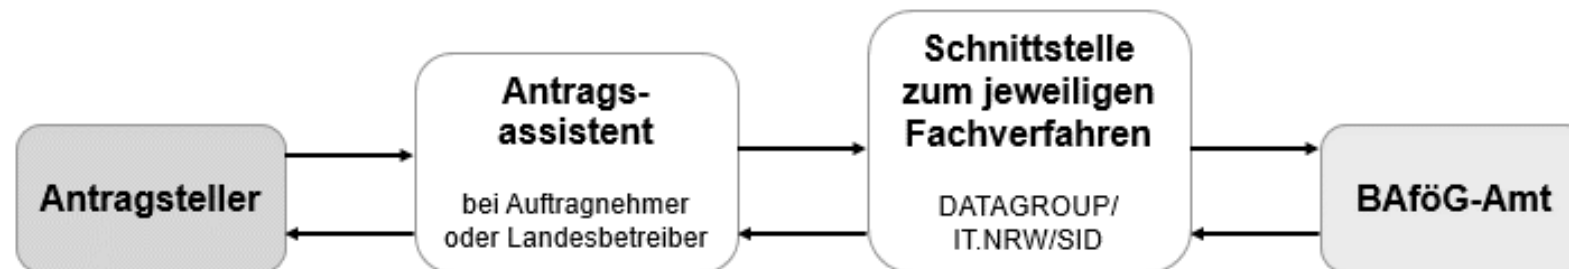 Antragsteller
Antrags-
assistent
bei Auftragnehmer
oder Landesbetreiber
Schnittstelle
zum jeweiligen
Fachverfahren
DATAGROUP/
IT.NRW/SID
BAföG-Amt